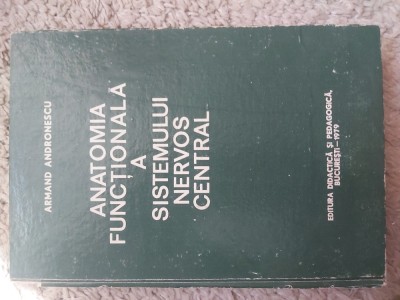 ARMAND ANDRONESCU
ANATOMIA
FUNCȚIONALĂ
A
SISTEMULUI
NERVOS
CENTRAL
EDITURA DIDACTICĂ ȘI PEDAGOGICĂ,
BUCUREȘTI—1979